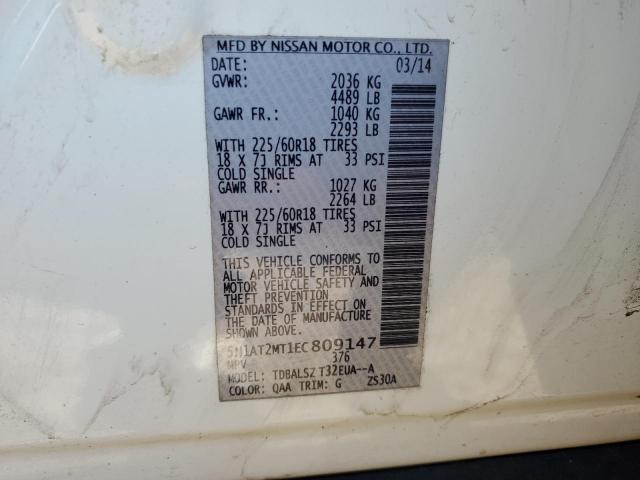 MFD BY NISSAN MOTOR CO., LTD.
DATE: 03/14
GVWR: 2036 KG
4489 LB
GAWR FR.: 1040 KG
2293 LB
WITH 225/60R18 TIRES
18 X 7J RIMS AT 33 PSI
COLD SINGLE
GAWR RR.: 1027 KG
2264 LB
WITH 225/60R18 TIRES
18 X 7J RIMS AT 33 PSI
COLD SINGLE
THIS VEHICLE CONFORMS TO
ALL APPLICABLE FEDERAL
MOTOR VEHICLE SAFETY AND
THEFT PREVENTION
STANDARDS IN EFFECT ON
THE DATE OF MANUFACTURE
SHOWN ABOVE.
5N1AT2MT1EC809147
MPV 376
MODEL: TDBALSZ T32EUA--A
COLOR: QAA TRIM: G ZS30A